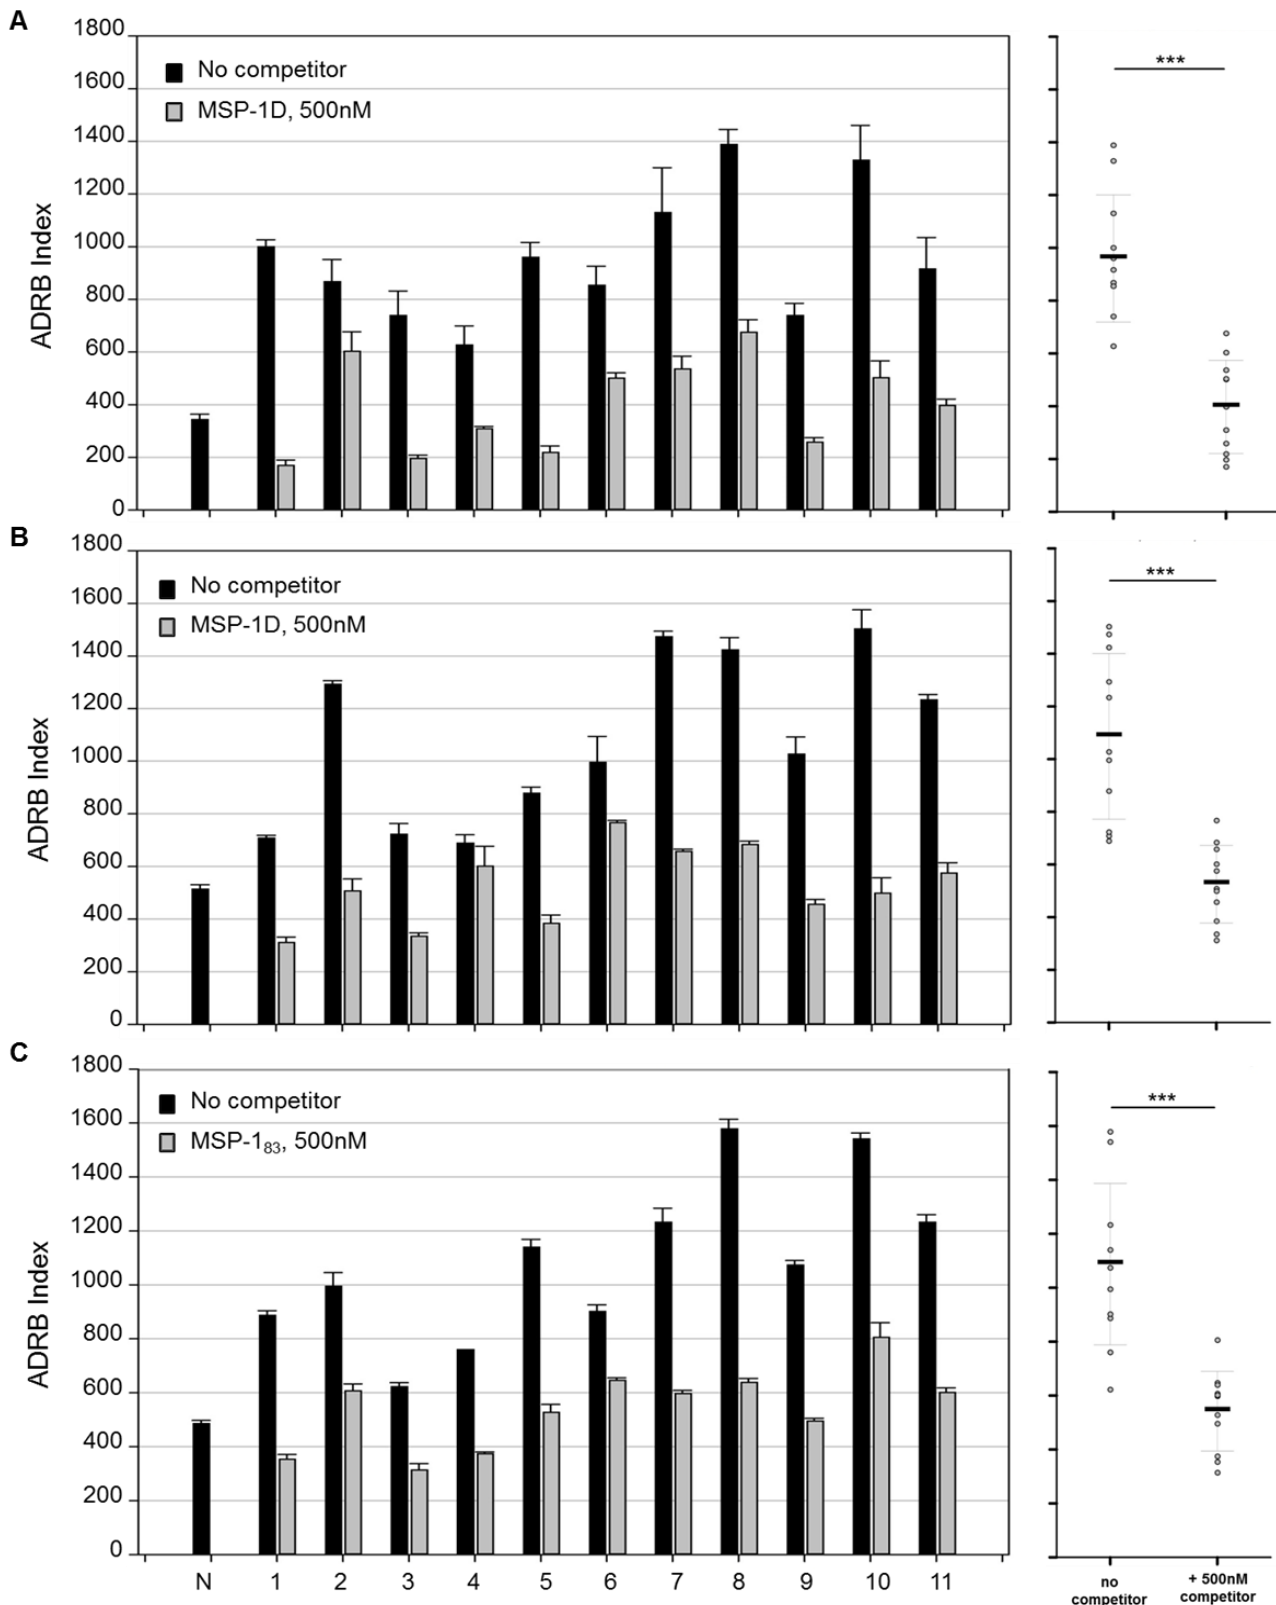 A
1800
1600
1400
1200
1000
800
600
400
200
0
ADRB Index
No competitor
MSP-1D, 500nM
***
B
1800
1600
1400
1200
1000
800
600
400
200
0
ADRB Index
No competitor
MSP-1D, 500nM
***
C
1800
1600
1400
1200
1000
800
600
400
200
0
ADRB Index
No competitor
MSP-1₈₃, 500nM
***
N 1 2 3 4 5 6 7 8 9 10 11
no
competitor
+ 500nM
competitor